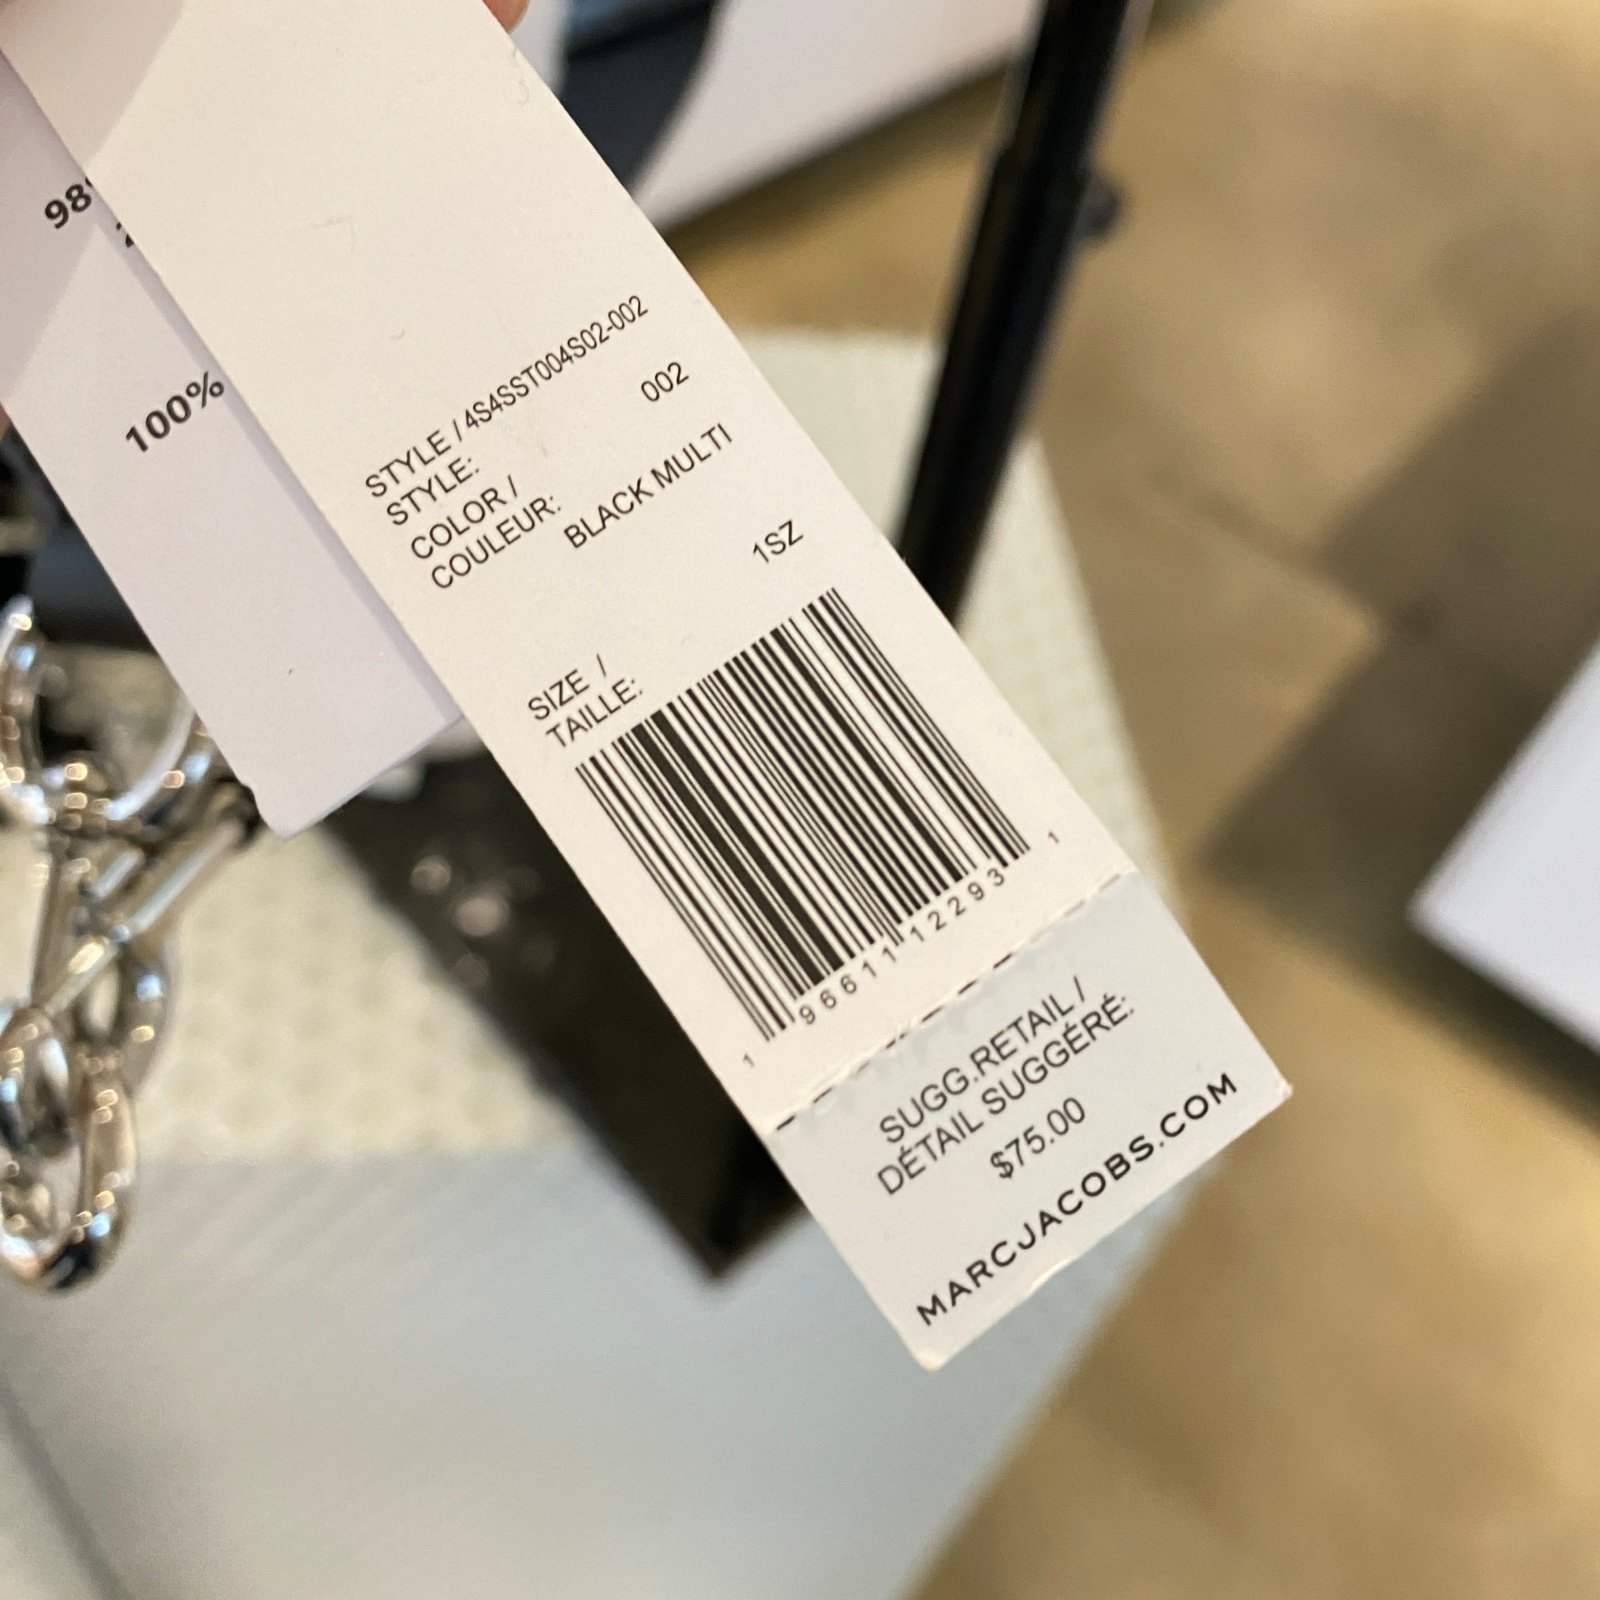 98
100%
STYLE / 4S4SST004S02-002
STYLE:
COLOR / 002
COULEUR: BLACK MULTI
1SZ
SIZE /
TAILLE:
1 96611 12293 1
SUGG.RETAIL /
DÉTAIL SUGGÉRÉ:
$75.00
MARCJACOBS.COM